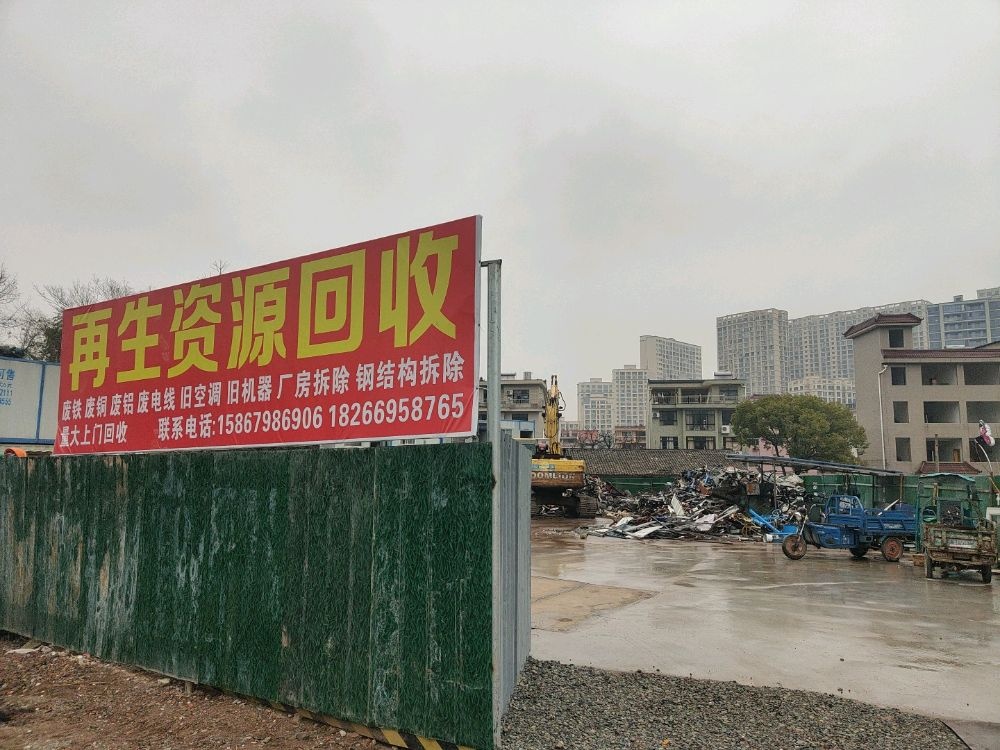 再生资源回收
废铁 废铜 废铝 废电线 旧空调 旧机器 厂房拆除 钢结构拆除
量大上门回收 联系电话:15867986906 18266958765
可售